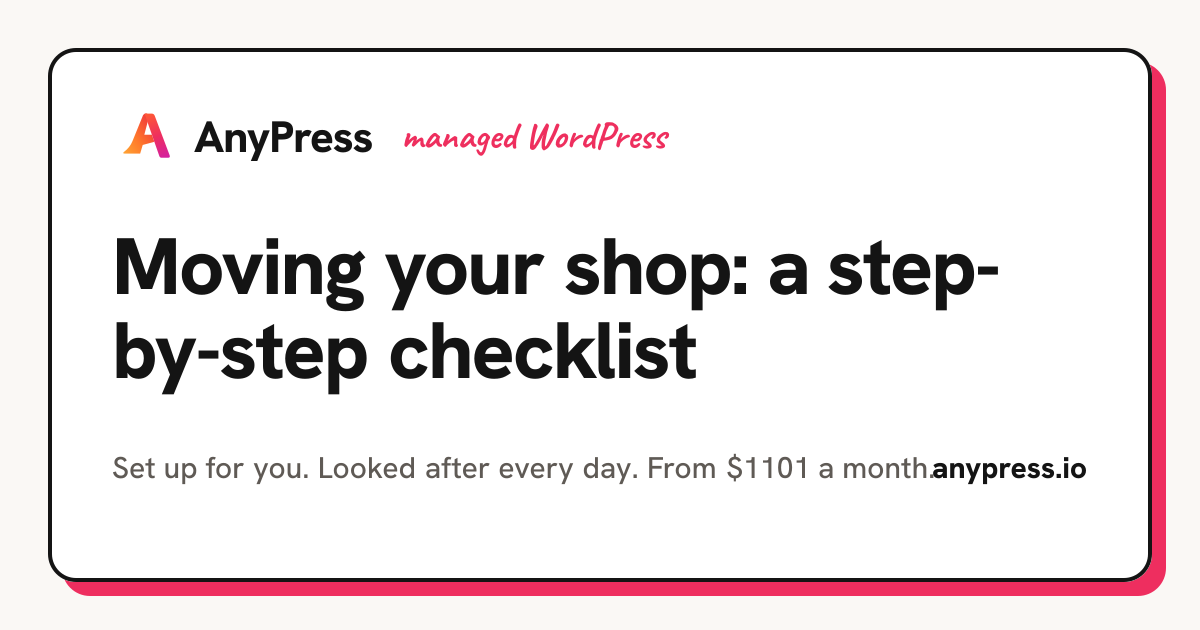 AnyPress managed WordPress
Moving your shop: a step-
by-step checklist
Set up for you. Looked after every day. From $1101 a month. anypress.io